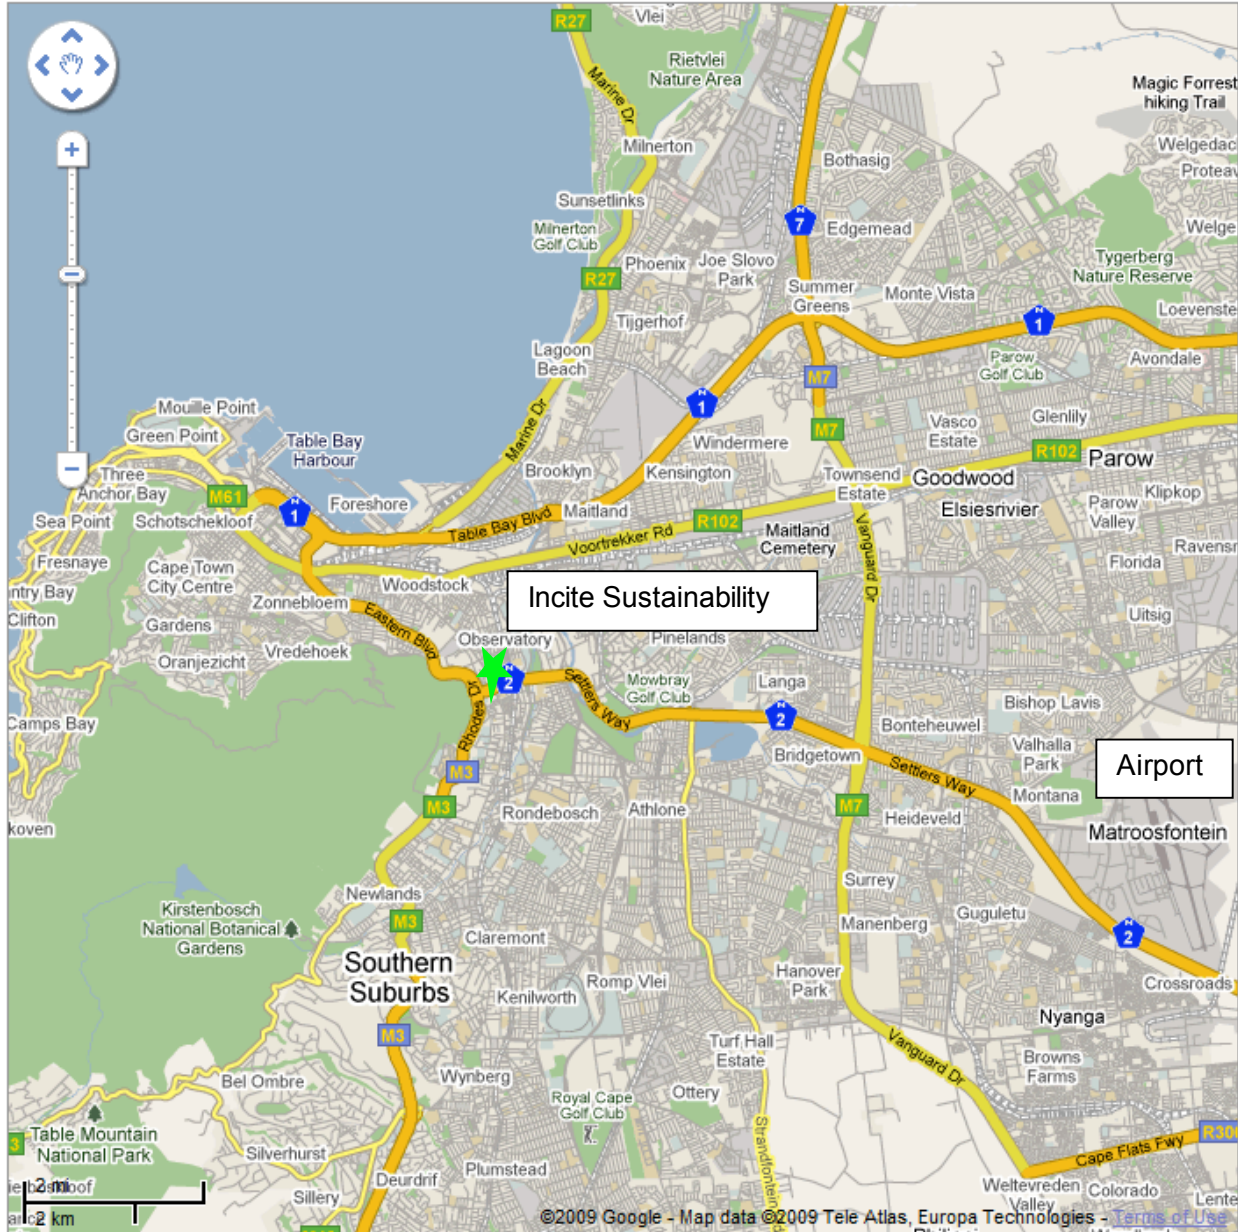 R27
Vlei
Rietvlei
Nature Area
Marine Dr
Magic Forrest
hiking Trail
Milnerton
Bothasig
Welgedac
Proteav
Sunsetlinks
N
7
Edgemead
Welge
Milnerton
Golf Club
Phoenix
Joe Slovo
Park
Tygerberg
Nature Reserve
R27
Summer
Greens
Monte Vista
Loevenste
Tijgerhof
N
1
Lagoon
Beach
Parow
Golf Club
Avondale
M7
N
1
Mouille Point
Green Point
Table Bay
Harbour
Marine Dr
Windermere
M7
Vasco
Estate
Glenlily
R102
Parow
Three
Anchor Bay
M61
Foreshore
Brooklyn
Kensington
Townsend
Estate
Goodwood
Klipkop
Sea Point
Schotschekloof
N
1
Table Bay Blvd
Maitland
R102
Elsiesrivier
Parow
Valley
Voortrekker Rd
Maitland
Cemetery
Vanguard Dr
Ravensm
Fresnaye
Cape Town
City Centre
Woodstock
Florida
ntry Bay
Zonnebloem
Incite Sustainability
Clifton
Gardens
Eastern Blvd
Observatory
Pinelands
Uitsig
Oranjezicht
Vredehoek
N
2
Settlers Way
Mowbray
Golf Club
Langa
Bishop Lavis
Camps Bay
Rhodes Dr
N
2
Bonteheuwel
Valhalla
Park
Airport
M3
Bridgetown
Settlers Way
Montana
M3
Rondebosch
Athlone
M7
Heideveld
koven
Matroosfontein
Newlands
Surrey
Kirstenbosch
National Botanical
Gardens
M3
Manenberg
Guguletu
N
2
Claremont
Southern
Suburbs
Kenilworth
Romp Vlei
Hanover
Park
Crossroads
Nyanga
M3
Turf Hall
Estate
Vanguard Dr
Browns
Farms
Bel Ombre
Wynberg
Royal Cape
Golf Club
Ottery
3
Table Mountain
National Park
Silverhurst
Strandfontein
Cape Flats Fwy
R300
Plumstead
Deurdrif
Weltevreden
Valley
Colorado
2 mi
Sillery
Lente
2 km
©2009 Google - Map data ©2009 Tele Atlas, Europa Technologies - Terms of Use